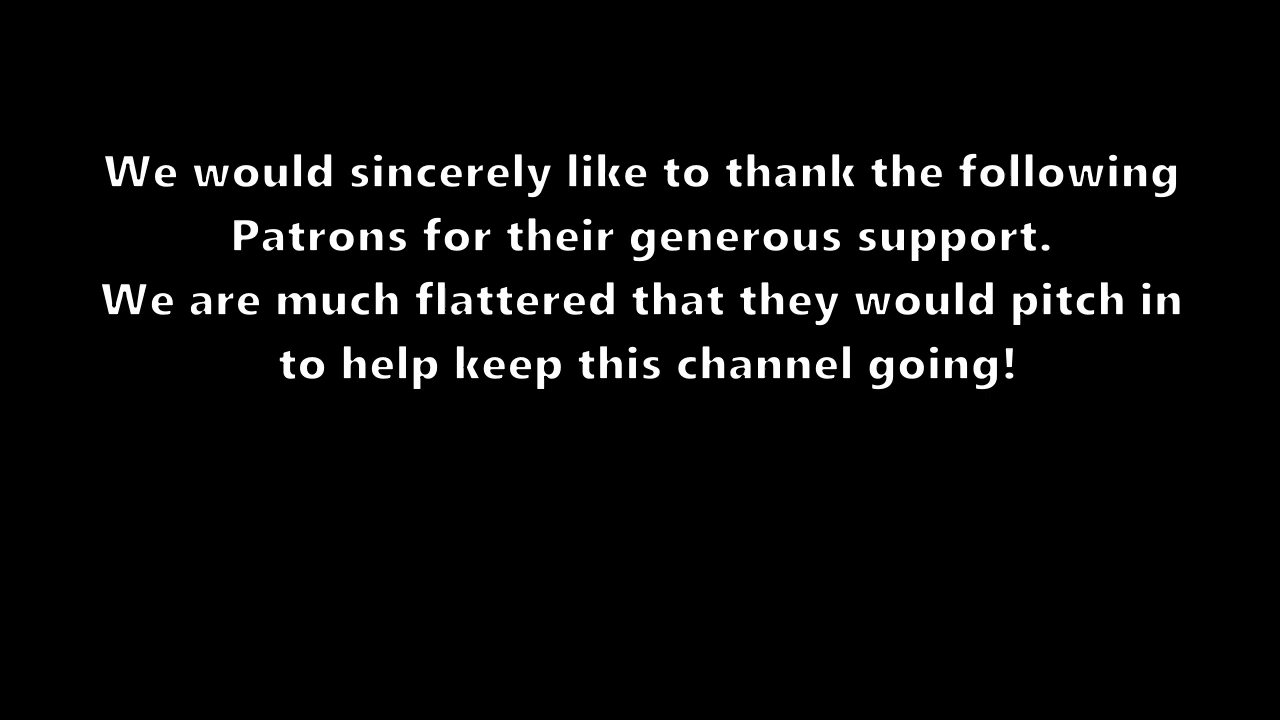 We would sincerely like to thank the following
Patrons for their generous support.
We are much flattered that they would pitch in
to help keep this channel going!